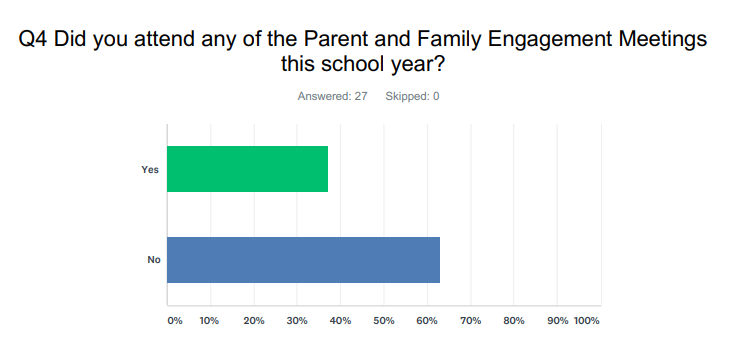 Q4 Did you attend any of the Parent and Family Engagement Meetings
this school year?
Answered: 27 Skipped: 0
Yes
No
0% 10% 20% 30% 40% 50% 60% 70% 80% 90% 100%